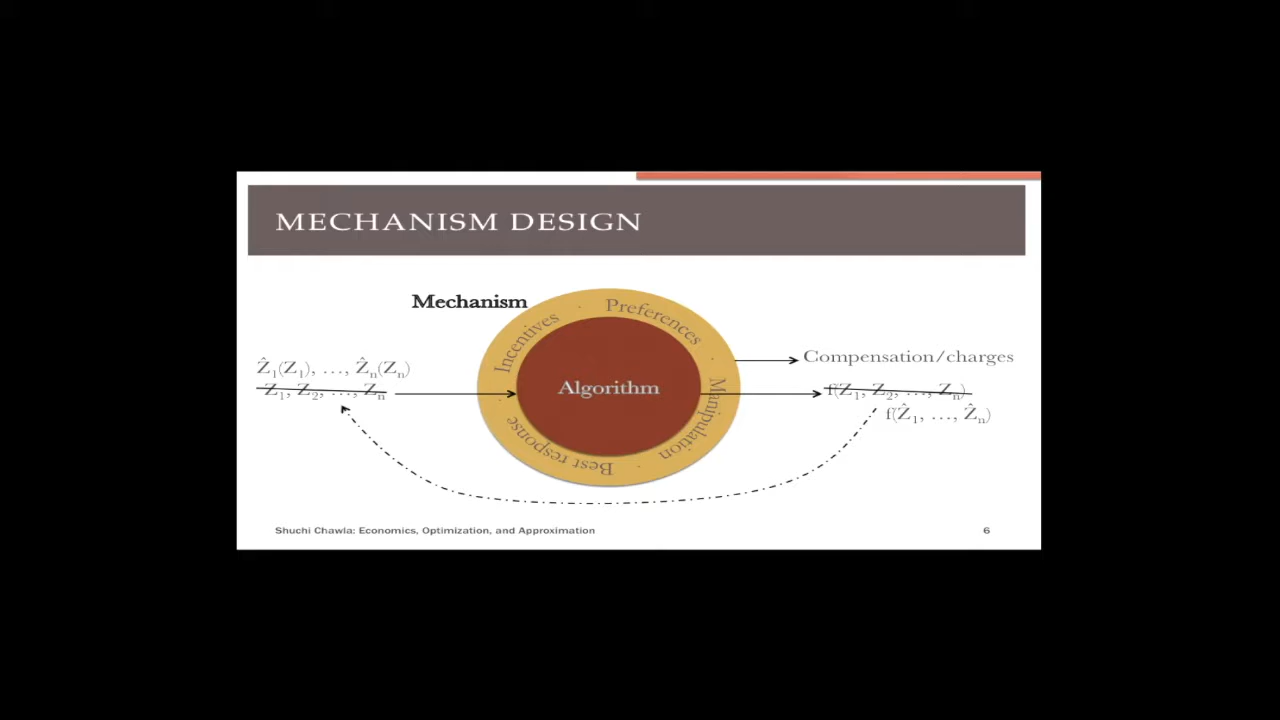 MECHANISM DESIGN
Mechanism
Incentives · Preferences · Manipulation · Best response ·
Algorithm
Ẑ₁(Z₁), …, Ẑₙ(Zₙ)
Z₁, Z₂, …, Zₙ
Compensation/charges
f(Z₁, Z₂, …, Zₙ)
f(Ẑ₁, …, Ẑₙ)
Shuchi Chawla: Economics, Optimization, and Approximation
6